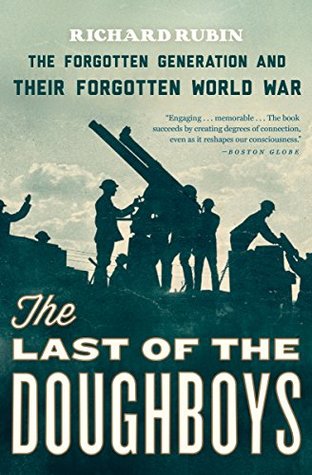 RICHARD RUBIN
THE FORGOTTEN GENERATION AND
THEIR FORGOTTEN WORLD WAR
"Engaging . . . memorable . . . The book
succeeds by creating degrees of connection,
even as it reshapes our consciousness."
—BOSTON GLOBE
The
LAST OF THE
DOUGHBOYS